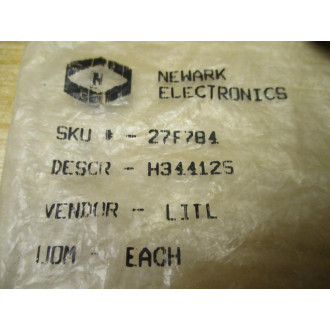 N
NEWARK
ELECTRONICS
SKU # - 27F784
DESCR - H344125
VENDOR - LITL
UOM - EACH